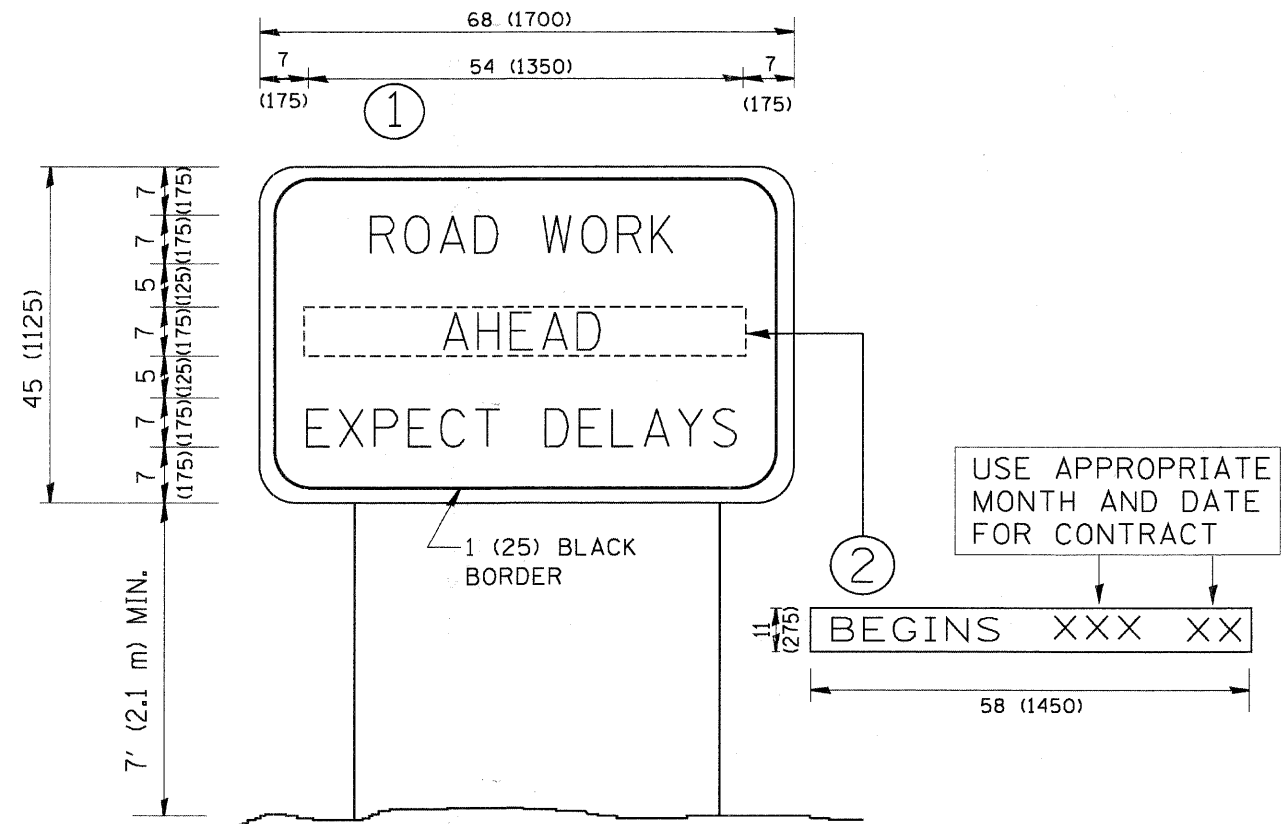 68 (1700)
7 54 (1350) 7
(175) (175)
1
45 (1125)
7 (175)
7 (175)
5 (125)
7 (175)
5 (125)
7 (175)
7 (175)
ROAD WORK
AHEAD
EXPECT DELAYS
1 (25) BLACK
BORDER
7' (2.1 m) MIN.
2
USE APPROPRIATE
MONTH AND DATE
FOR CONTRACT
11
(275)
BEGINS XXX XX
58 (1450)